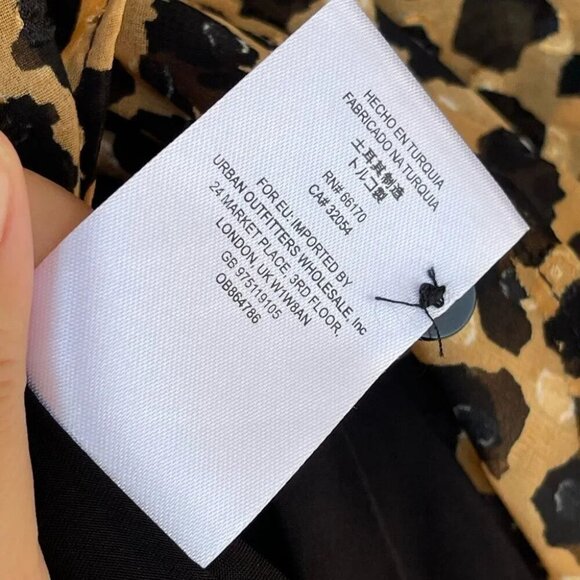 HECHO EN TURQUIA
FABRICADO NA TURQUIA
土耳其制造
トルコ製
RN# 66170
CA# 32054
FOR EU: IMPORTED BY
URBAN OUTFITTERS WHOLESALE, Inc
24 MARKET PLACE, 3RD FLOOR,
LONDON, UK W1W8AN
GB 975119105
OB864786